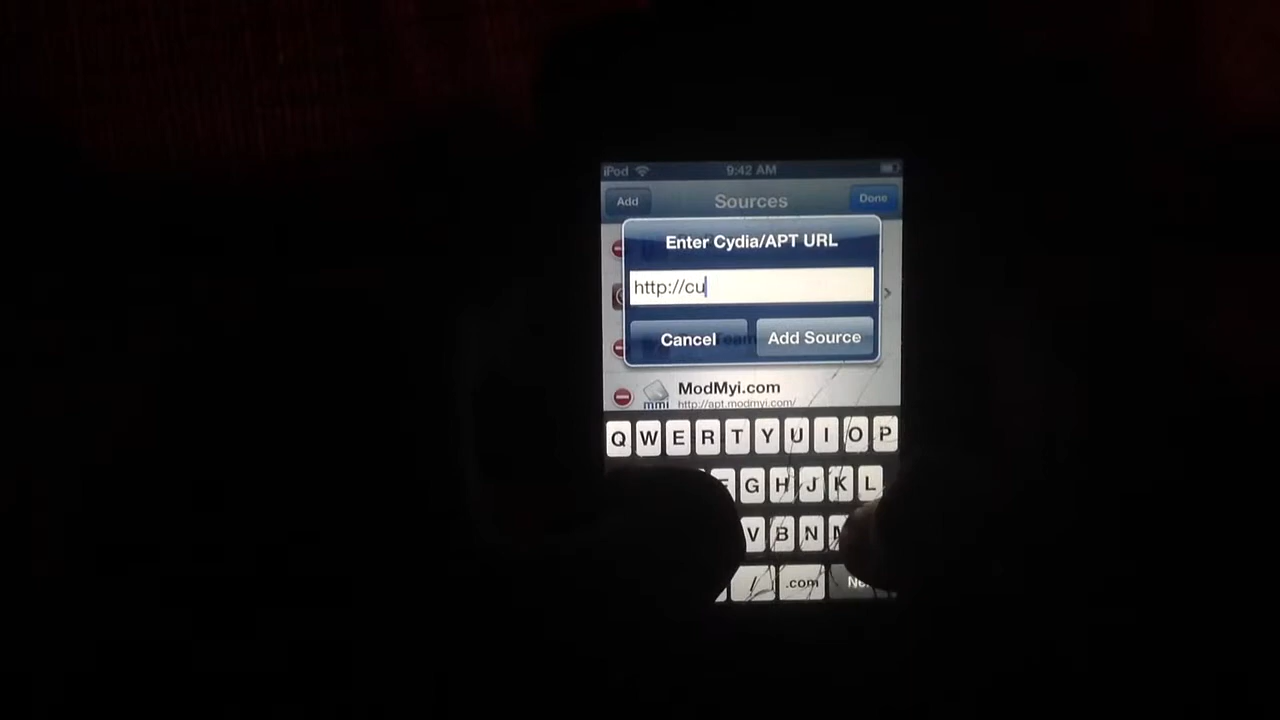 iPod 9:42 AM
Add Sources Done
Enter Cydia/APT URL
http://cu
Cancel Add Source
ModMyi.com
mmi http://apt.modmyi.com/
Q W E R T Y U I O P
G H J K L
V B N
/ .com